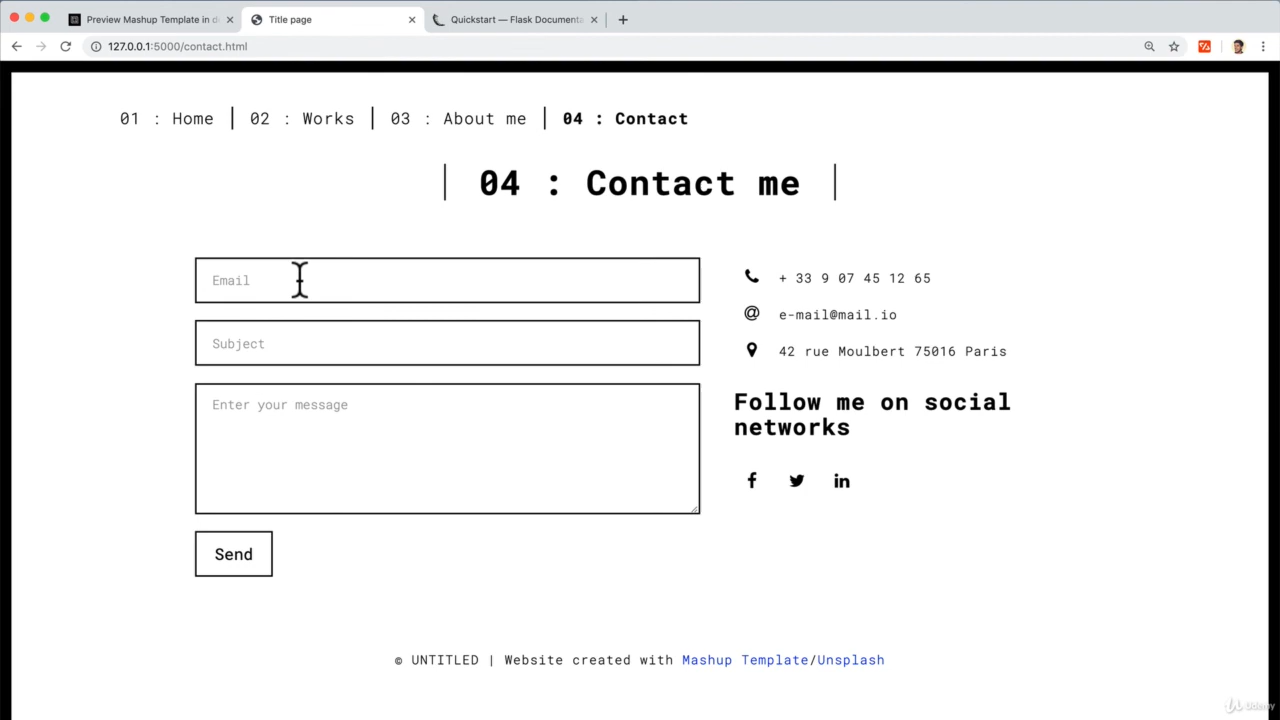 Preview Mashup Template in d
Title page
Quickstart — Flask Documenta
127.0.0.1:5000/contact.html
01 : Home
02 : Works
03 : About me
04 : Contact
04 : Contact me
Email
Subject
Enter your message
Send
+ 33 9 07 45 12 65
e-mail@mail.io
42 rue Moulbert 75016 Paris
Follow me on social
networks
© UNTITLED | Website created with Mashup Template/Unsplash
Udemy